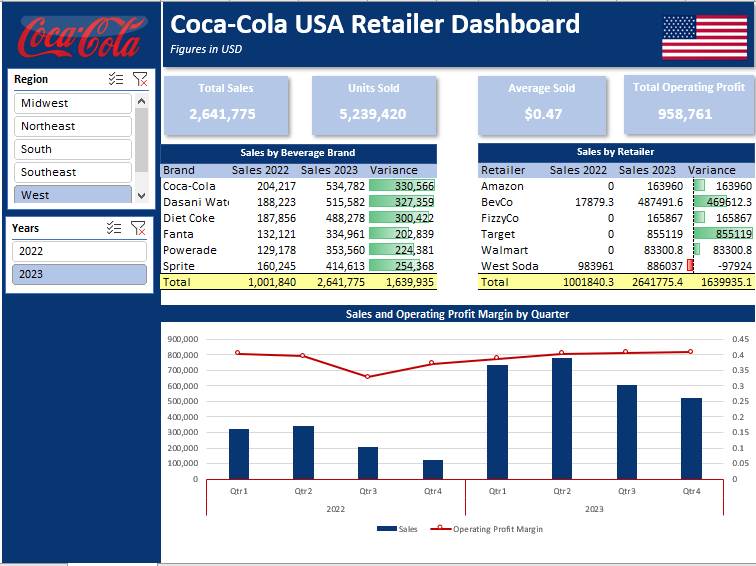 Coca-Cola
Coca-Cola USA Retailer Dashboard
Figures in USD
Region
Midwest
Northeast
South
Southeast
West
Years
2022
2023
Total Sales
2,641,775
Units Sold
5,239,420
Average Sold
$0.47
Total Operating Profit
958,761
Sales by Beverage Brand
Brand Sales 2022 Sales 2023 Variance
Coca-Cola 204,217 534,782 330,566
Dasani Wat 188,223 515,582 327,359
Diet Coke 187,856 488,278 300,422
Fanta 132,121 334,961 202,839
Powerade 129,178 353,560 224,381
Sprite 160,245 414,613 254,368
Total 1,001,840 2,641,775 1,639,935
Sales by Retailer
Retailer Sales 2022 Sales 2023 Variance
Amazon 0 163960 163960
BevCo 17879.3 487491.6 469612.3
FizzyCo 0 165867 165867
Target 0 855119 855119
Walmart 0 83300.8 83300.8
West Soda 983961 886037 -97924
Total 1001840.3 2641775.4 1639935.1
Sales and Operating Profit Margin by Quarter
900,000 0.45
800,000 0.4
700,000 0.35
600,000 0.3
500,000 0.25
400,000 0.2
300,000 0.15
200,000 0.1
100,000 0.05
0 0
Qtr1 Qtr2 Qtr3 Qtr4 Qtr1 Qtr2 Qtr3 Qtr4
2022 2023
Sales Operating Profit Margin